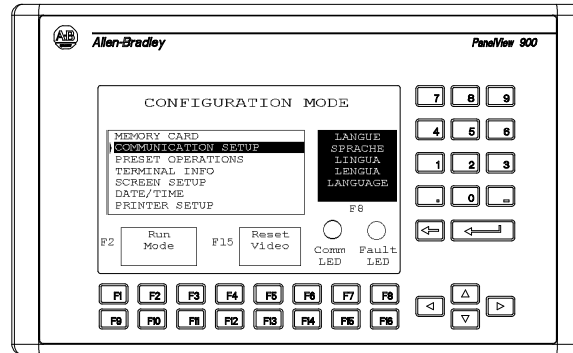 AB Allen-Bradley PanelView 900
CONFIGURATION MODE
MEMORY CARD
COMMUNICATION SETUP
PRESET OPERATIONS
TERMINAL INFO
SCREEN SETUP
DATE/TIME
PRINTER SETUP
LANGUE
SPRACHE
LINGUA
LENGUA
LANGUAGE
F8
F2
Run
Mode
F15
Reset
Video
Comm
LED
Fault
LED
7 8 9
4 5 6
1 2 3
. 0 -
F1 F2 F3 F4 F5 F6 F7 F8
F9 F10 F11 F12 F13 F14 F15 F16